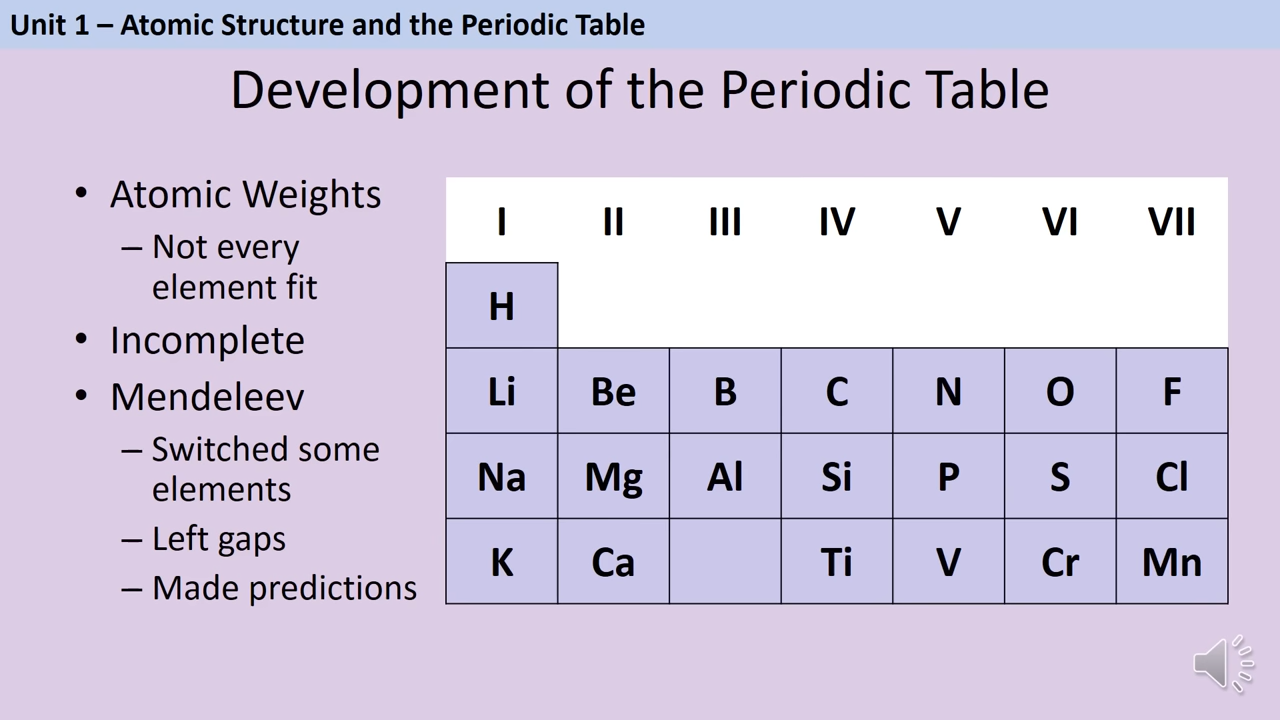 Unit 1 – Atomic Structure and the Periodic Table
Development of the Periodic Table
• Atomic Weights
– Not every
element fit
• Incomplete
• Mendeleev
– Switched some
elements
– Left gaps
– Made predictions
I II III IV V VI VII
H
Li Be B C N O F
Na Mg Al Si P S Cl
K Ca Ti V Cr Mn